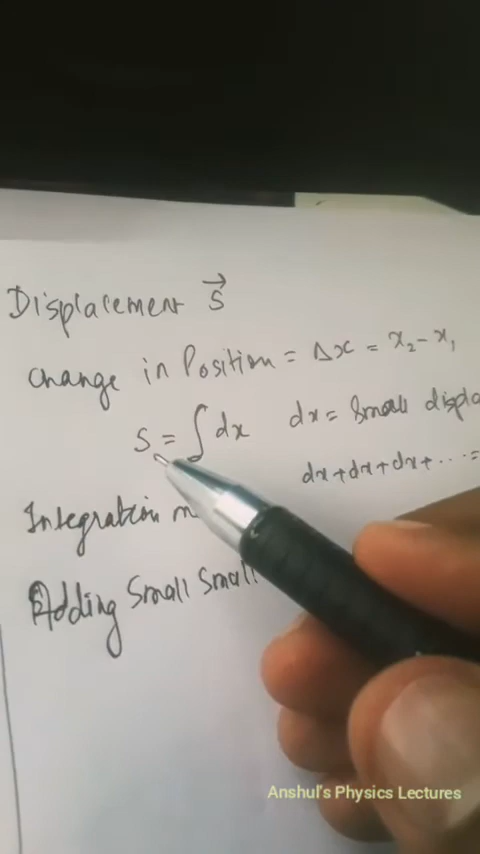 Displacement s⃗
change in Position = Δx = x₂ - x₁
S = ∫dx dx = Small
dx+dx+dx+....=
Integration
Adding Small Small
Anshul's Physics Lectures